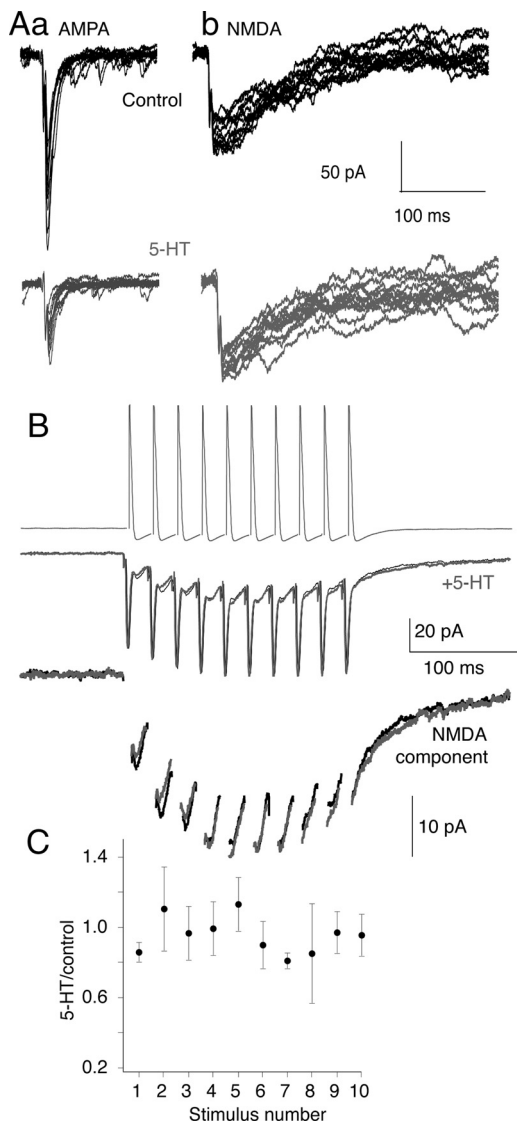 Aa AMPA b NMDA
Control
50 pA
100 ms
5-HT
B
+5-HT
20 pA
100 ms
NMDA
component
10 pA
C
1.4
1.0
0.6
0.2
5-HT/control
1 2 3 4 5 6 7 8 9 10
Stimulus number